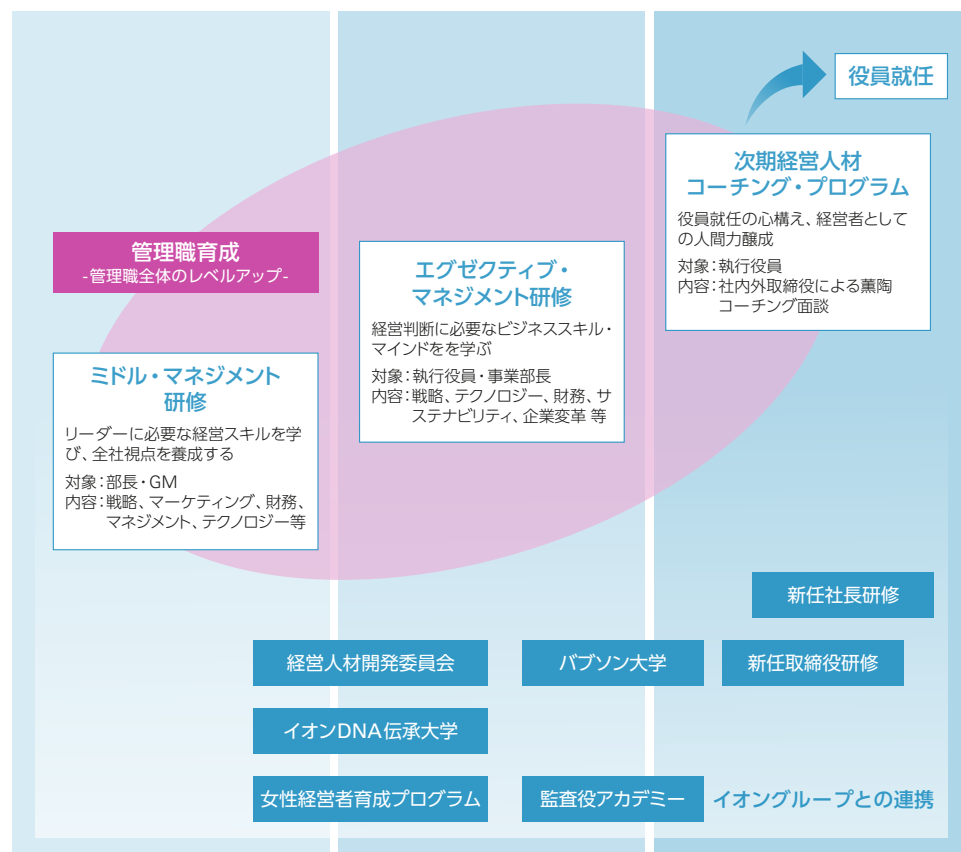 役員就任
次期経営人材
コーチング・プログラム
役員就任の心構え、経営者として
の人間力醸成
対象：執行役員
内容：社内外取締役による薫陶
コーチング面談
管理職育成
-管理職全体のレベルアップ-
エグゼクティブ・
マネジメント研修
経営判断に必要なビジネススキル・
マインドをを学ぶ
対象：執行役員・事業部長
内容：戦略、テクノロジー、財務、サ
ステナビリティ、企業変革 等
ミドル・マネジメント
研修
リーダーに必要な経営スキルを学
び、全社視点を養成する
対象：部長・GM
内容：戦略、マーケティング、財務、
マネジメント、テクノロジー等
新任社長研修
経営人材開発委員会
バブソン大学
新任取締役研修
イオンDNA伝承大学
女性経営者育成プログラム
監査役アカデミー
イオングループとの連携